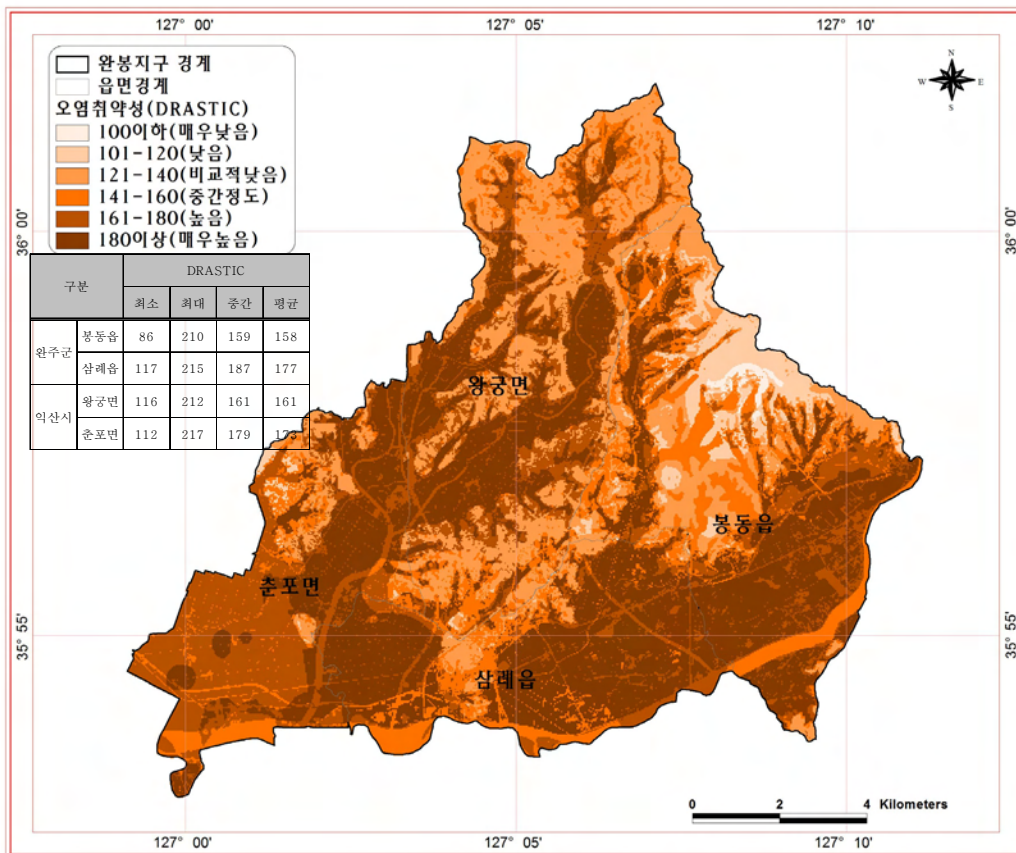 127° 00'
127° 05'
127° 10'
완봉지구 경계
읍면경계
오염취약성(DRASTIC)
100이하(매우낮음)
101-120(낮음)
121-140(비교적낮음)
141-160(중간정도)
161-180(높음)
180이상(매우높음)
N
W
E
S
36° 00'
36° 00'
구분
DRASTIC
최소
최대
중간
평균
완주군
봉동읍
86
210
159
158
삼례읍
117
215
187
177
익산시
왕궁면
116
212
161
161
춘포면
112
217
179
173
왕궁면
봉동읍
춘포면
삼례읍
35° 55'
35° 55'
0
2
4
Kilometers
127° 00'
127° 05'
127° 10'